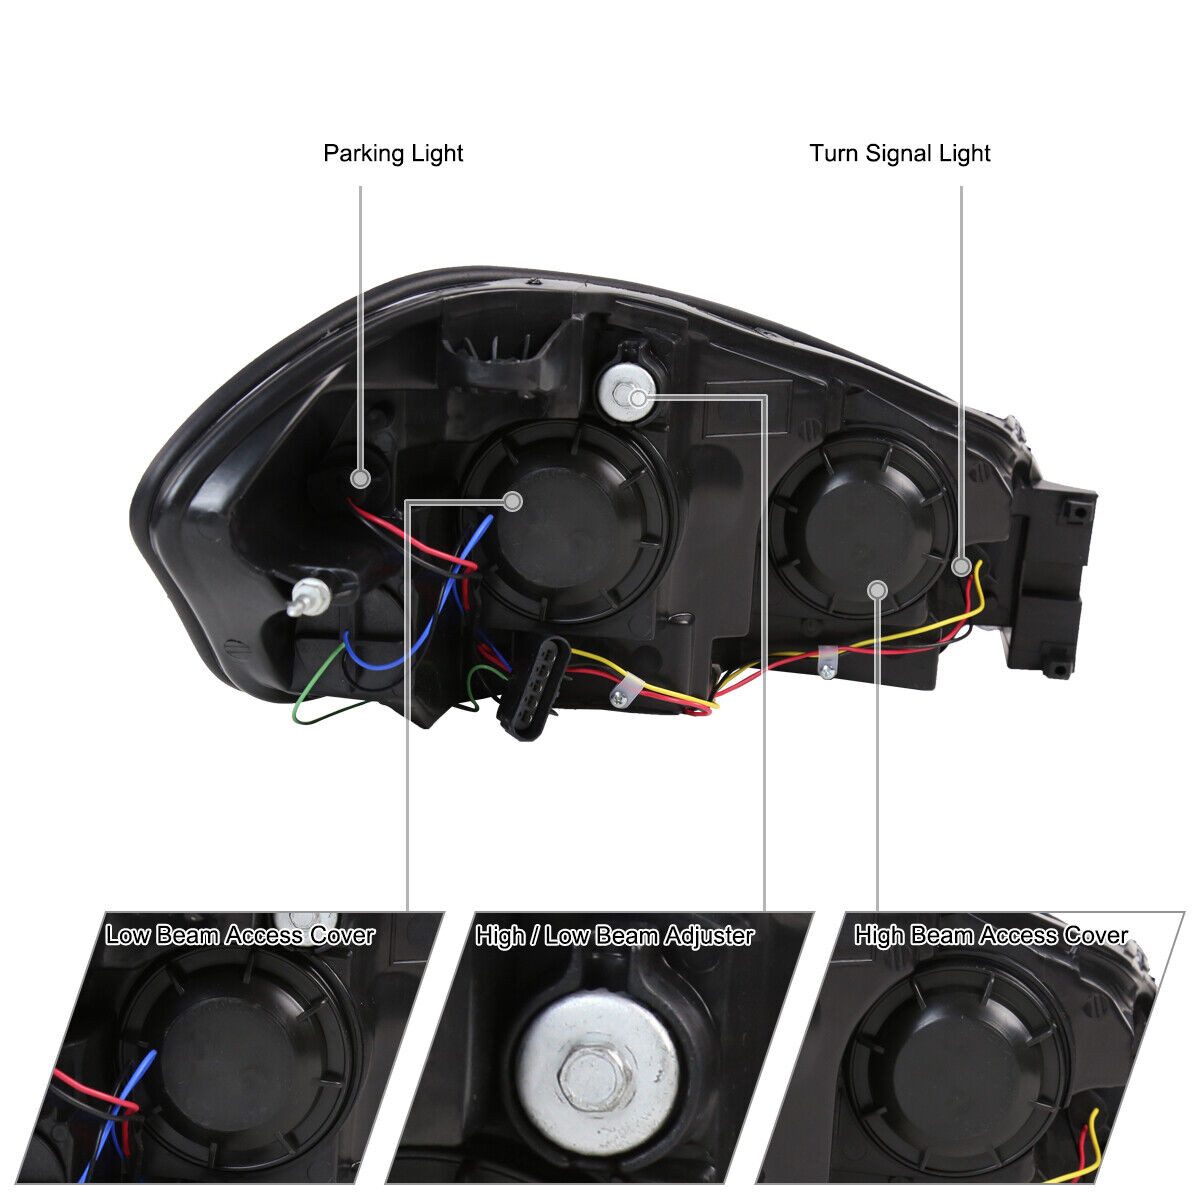 Parking Light
Turn Signal Light
Low Beam Access Cover
High / Low Beam Adjuster
High Beam Access Cover